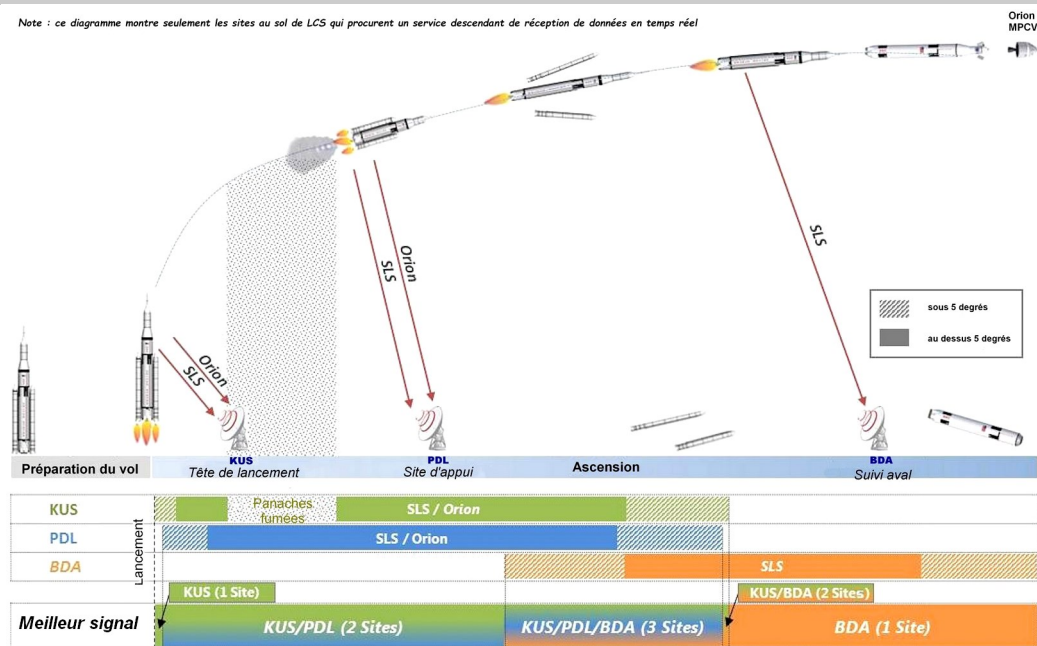 Note : ce diagramme montre seulement les sites au sol de LCS qui procurent un service descendant de réception de données en temps réel
Orion
MPCV
SLS
Orion
SLS
sous 5 degrés
au dessus 5 degrés
Orion
SLS
Préparation du vol
KUS
Tête de lancement
PDL
Site d'appui
Ascension
BDA
Suivi aval
Lancement
KUS
Panaches
fumées
SLS / Orion
PDL
SLS / Orion
BDA
SLS
KUS (1 Site)
KUS/BDA (2 Sites)
Meilleur signal
KUS/PDL (2 Sites)
KUS/PDL/BDA (3 Sites)
BDA (1 Site)